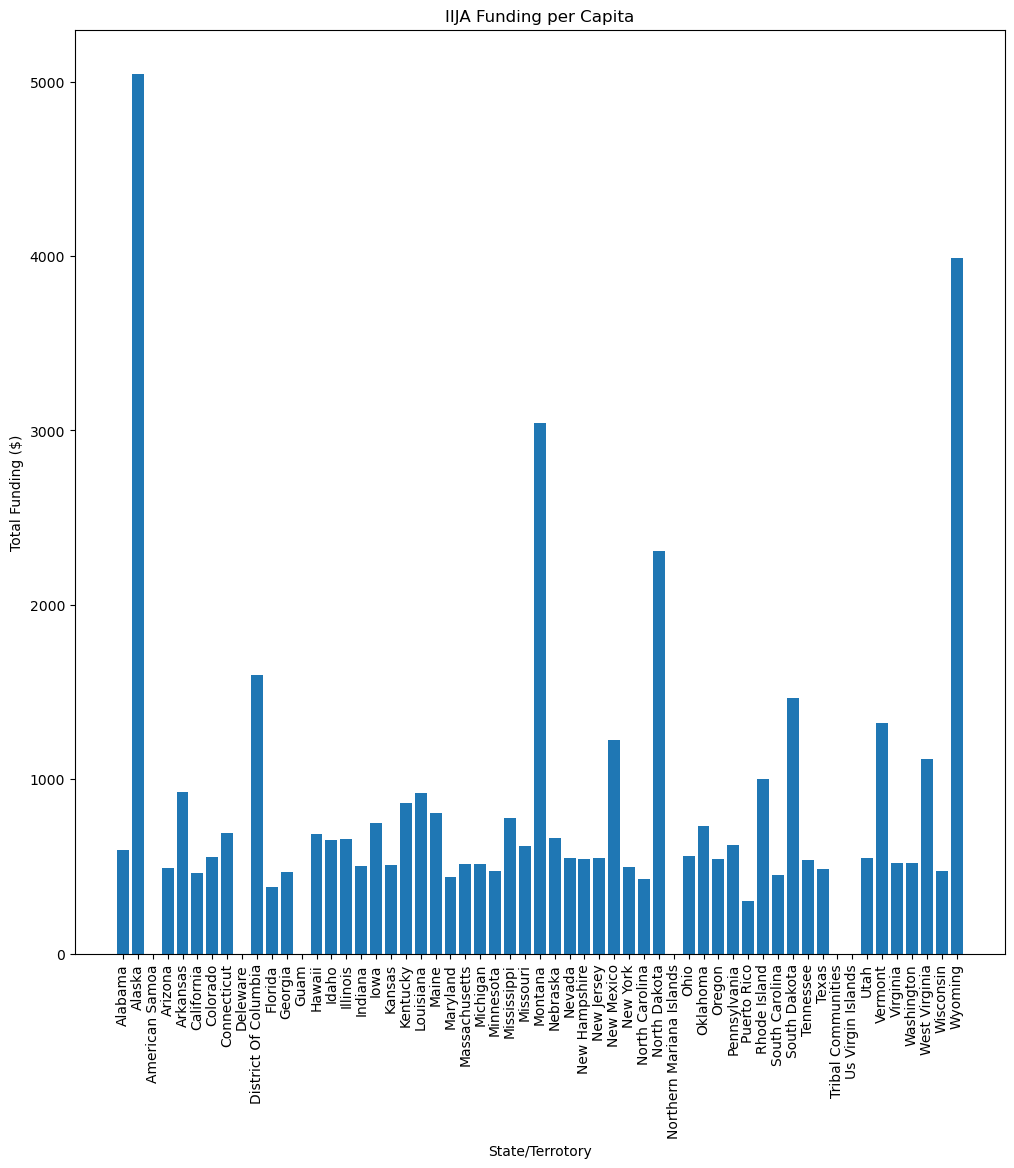 IIJA Funding per Capita
Total Funding ($)
5000
4000
3000
2000
1000
0
Alabama
Alaska
American Samoa
Arizona
Arkansas
California
Colorado
Connecticut
Deleware
District Of Columbia
Florida
Georgia
Guam
Hawaii
Idaho
Illinois
Indiana
Iowa
Kansas
Kentucky
Louisiana
Maine
Maryland
Massachusetts
Michigan
Minnesota
Mississippi
Missouri
Montana
Nebraska
Nevada
New Hampshire
New Jersey
New Mexico
New York
North Carolina
North Dakota
Northern Mariana Islands
Ohio
Oklahoma
Oregon
Pennsylvania
Puerto Rico
Rhode Island
South Carolina
South Dakota
Tennessee
Texas
Tribal Communities
Us Virgin Islands
Utah
Vermont
Virginia
Washington
West Virginia
Wisconsin
Wyoming
State/Terrotory